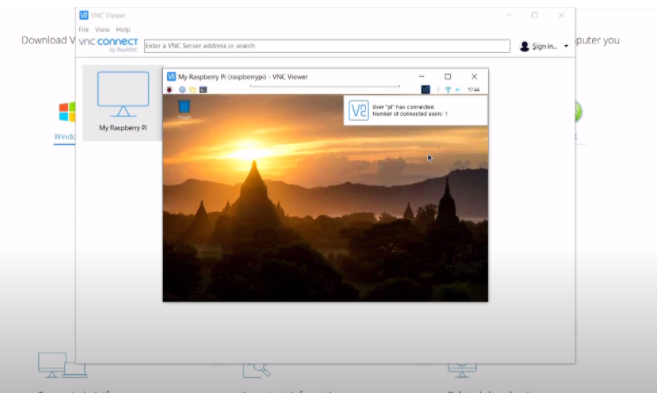 VNC Viewer
File View Help
Download V
vnc connect
by RealVNC
Enter a VNC Server address or search
Sign in...
puter you
My Raspberry Pi (raspberrypi) - VNC Viewer
17:44
User "pi" has connected
Number of connected users: 1
My Raspberry Pi
Windo